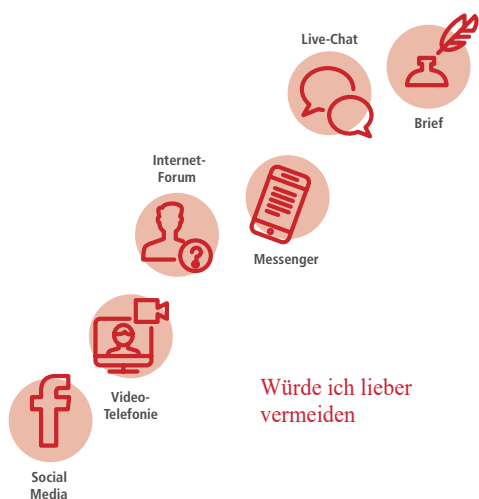 Live-Chat
Brief
Internet-
Forum
Messenger
Video-
Telefonie
Würde ich lieber
vermeiden
Social
Media